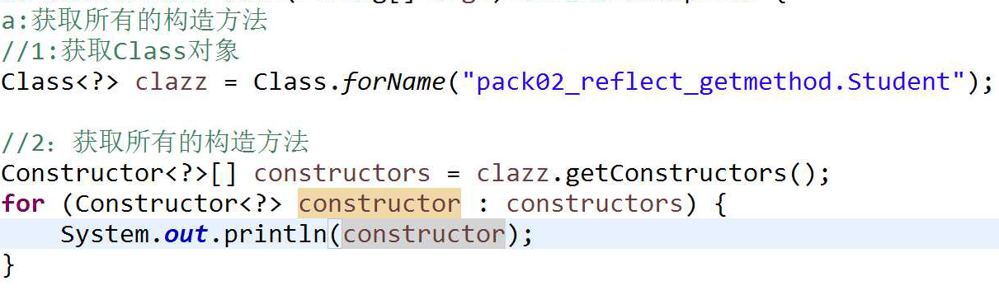 a:获取所有的构造方法
//1:获取Class对象
Class<?> clazz = Class.forName("pack02_reflect_getmethod.Student");
//2: 获取所有的构造方法
Constructor<?>[] constructors = clazz.getConstructors();
for (Constructor<?> constructor : constructors) {
    System.out.println(constructor);
}